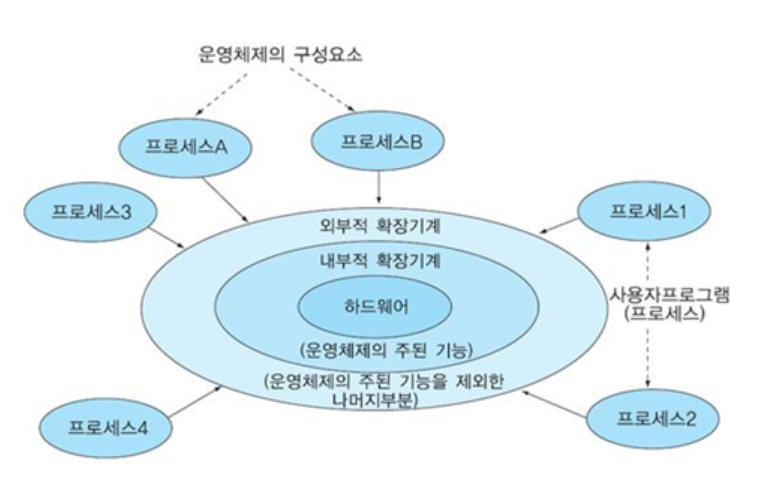 운영체제의 구성요소
프로세스A
프로세스B
프로세스3
프로세스1
외부적 확장기계
내부적 확장기계
하드웨어
사용자프로그램
(프로세스)
(운영체제의 주된 기능)
(운영체제의 주된 기능을 제외한
나머지부분)
프로세스4
프로세스2